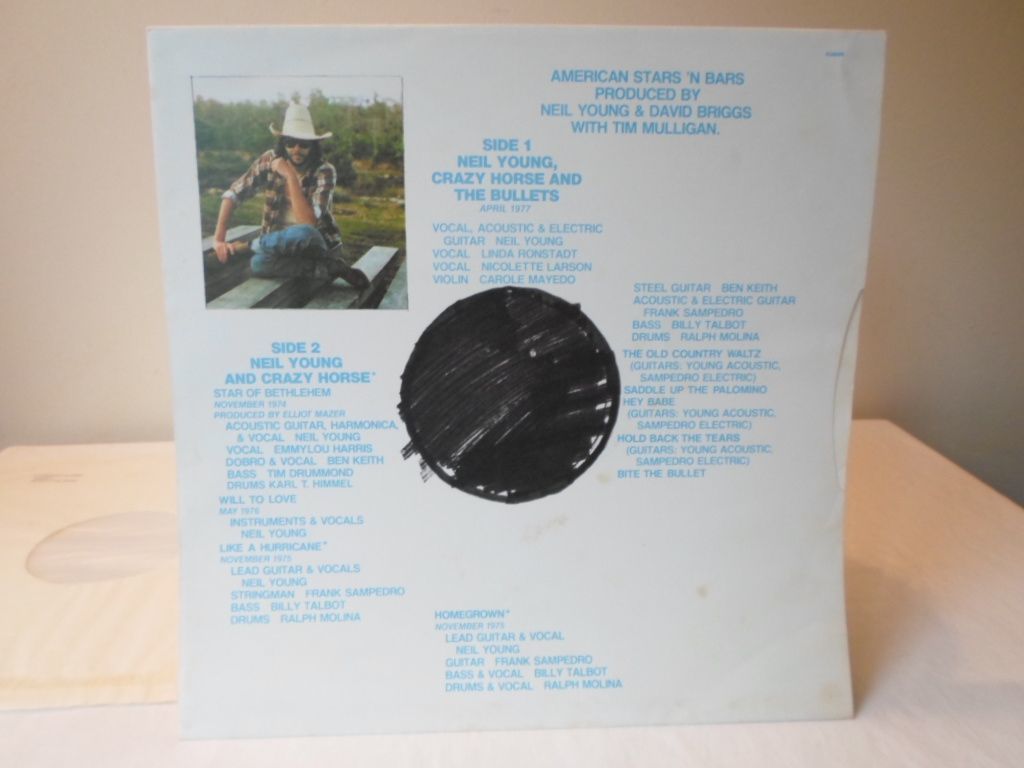 AMERICAN STARS 'N BARS
PRODUCED BY
NEIL YOUNG & DAVID BRIGGS
WITH TIM MULLIGAN.
SIDE 1
NEIL YOUNG,
CRAZY HORSE AND
THE BULLETS
APRIL 1977
VOCAL, ACOUSTIC & ELECTRIC
GUITAR NEIL YOUNG
VOCAL LINDA RONSTADT
VOCAL NICOLETTE LARSON
VIOLIN CAROLE MAYEDO
STEEL GUITAR BEN KEITH
ACOUSTIC & ELECTRIC GUITAR
FRANK SAMPEDRO
BASS BILLY TALBOT
DRUMS RALPH MOLINA
THE OLD COUNTRY WALTZ
(GUITARS: YOUNG ACOUSTIC,
SAMPEDRO ELECTRIC)
SADDLE UP THE PALOMINO
HEY BABE
(GUITARS: YOUNG ACOUSTIC,
SAMPEDRO ELECTRIC)
HOLD BACK THE TEARS
(GUITARS: YOUNG ACOUSTIC,
SAMPEDRO ELECTRIC)
BITE THE BULLET
SIDE 2
NEIL YOUNG
AND CRAZY HORSE*
STAR OF BETHLEHEM
NOVEMBER 1974
PRODUCED BY ELLIOT MAZER
ACOUSTIC GUITAR, HARMONICA,
& VOCAL NEIL YOUNG
VOCAL EMMYLOU HARRIS
DOBRO & VOCAL BEN KEITH
BASS TIM DRUMMOND
DRUMS KARL T. HIMMEL
WILL TO LOVE
MAY 1976
INSTRUMENTS & VOCALS
NEIL YOUNG
LIKE A HURRICANE*
NOVEMBER 1975
LEAD GUITAR & VOCALS
NEIL YOUNG
STRINGMAN FRANK SAMPEDRO
BASS BILLY TALBOT
DRUMS RALPH MOLINA
HOMEGROWN*
NOVEMBER 1975
LEAD GUITAR & VOCAL
NEIL YOUNG
GUITAR FRANK SAMPEDRO
BASS & VOCAL BILLY TALBOT
DRUMS & VOCAL RALPH MOLINA